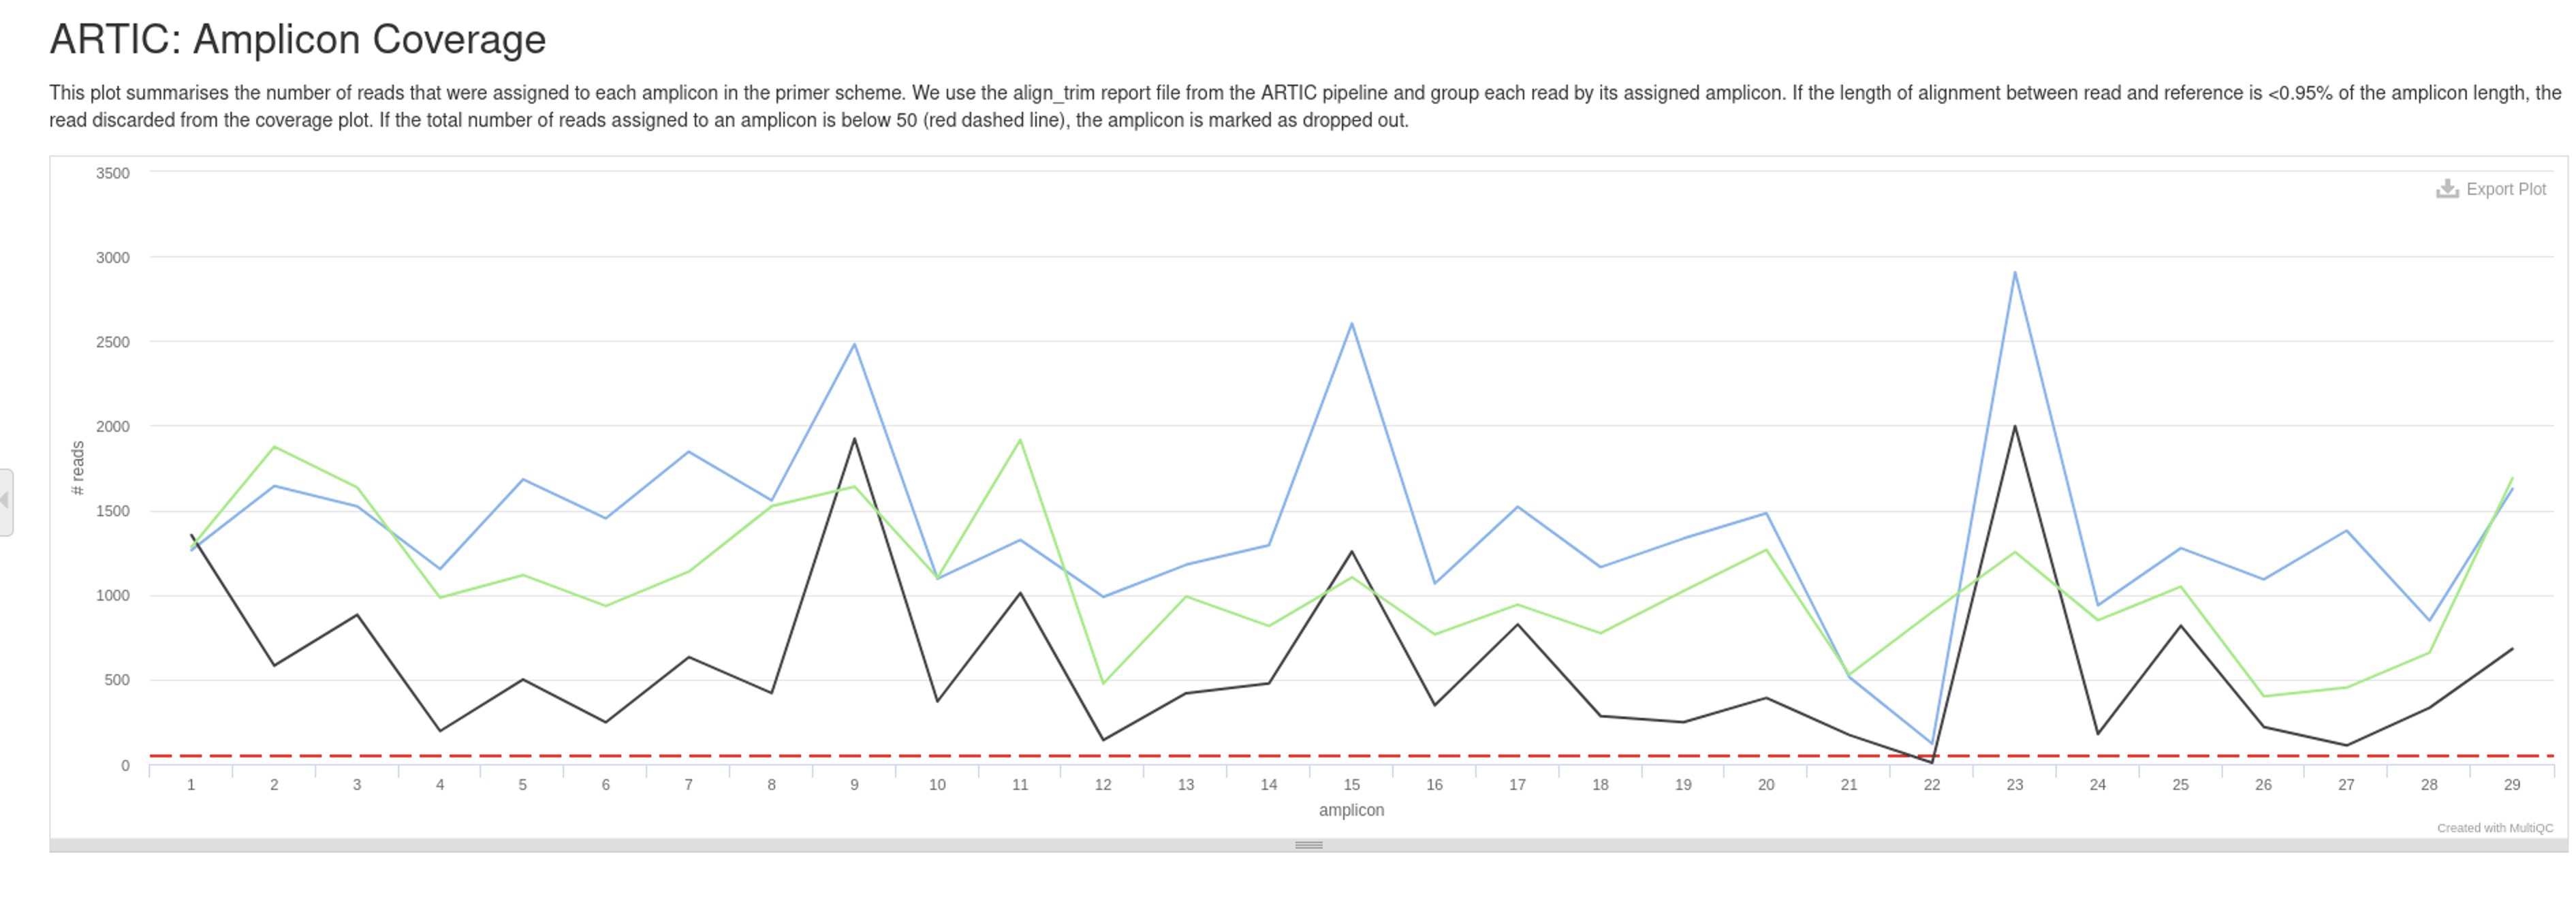 ARTIC: Amplicon Coverage
This plot summarises the number of reads that were assigned to each amplicon in the primer scheme. We use the align_trim report file from the ARTIC pipeline and group each read by its assigned amplicon. If the length of alignment between read and reference is <0.95% of the amplicon length, the
read discarded from the coverage plot. If the total number of reads assigned to an amplicon is below 50 (red dashed line), the amplicon is marked as dropped out.
Export Plot
# reads
3500
3000
2500
2000
1500
1000
500
0
1 2 3 4 5 6 7 8 9 10 11 12 13 14 15 16 17 18 19 20 21 22 23 24 25 26 27 28 29
amplicon
Created with MultiQC